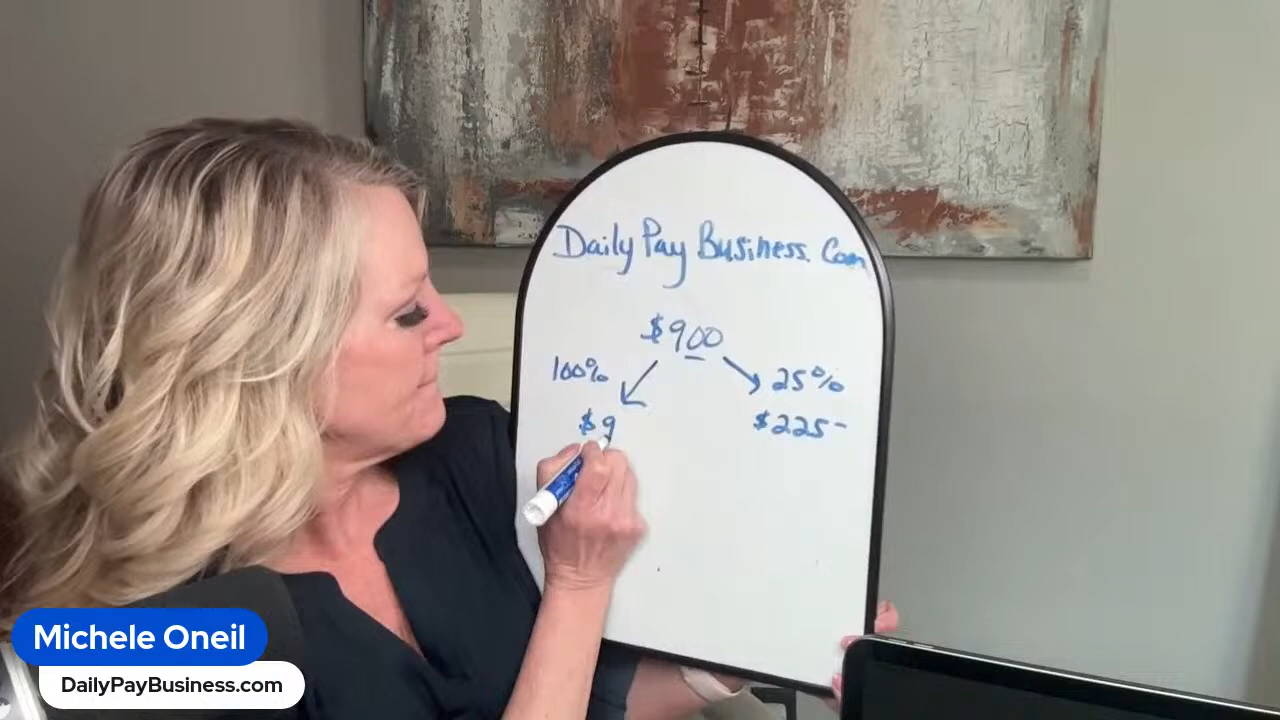 Daily Pay Business. Com
$900
100% 25%
$9 $225-
Michele Oneil
DailyPayBusiness.com